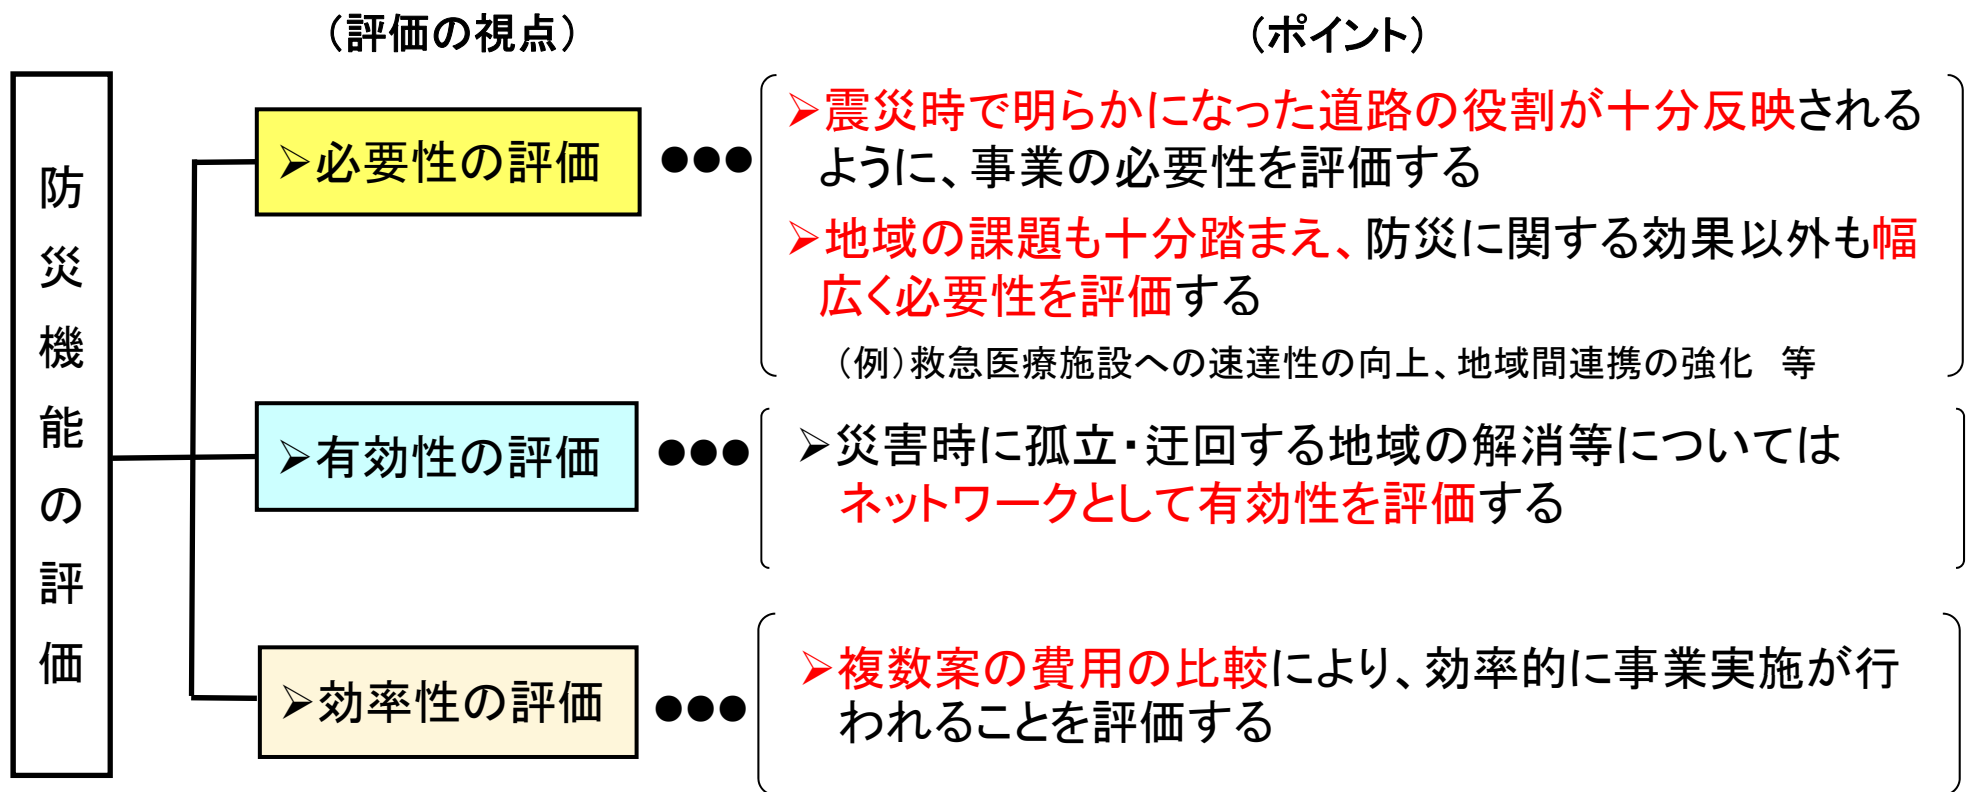 （評価の視点）
（ポイント）
防災機能の評価
➢必要性の評価
●●●
➢震災時で明らかになった道路の役割が十分反映される
ように、事業の必要性を評価する
➢地域の課題も十分踏まえ、防災に関する効果以外も幅
広く必要性を評価する
（例）救急医療施設への速達性の向上、地域間連携の強化　等
➢有効性の評価
●●●
➢災害時に孤立・迂回する地域の解消等については
ネットワークとして有効性を評価する
➢効率性の評価
●●●
➢複数案の費用の比較により、効率的に事業実施が行
われることを評価する